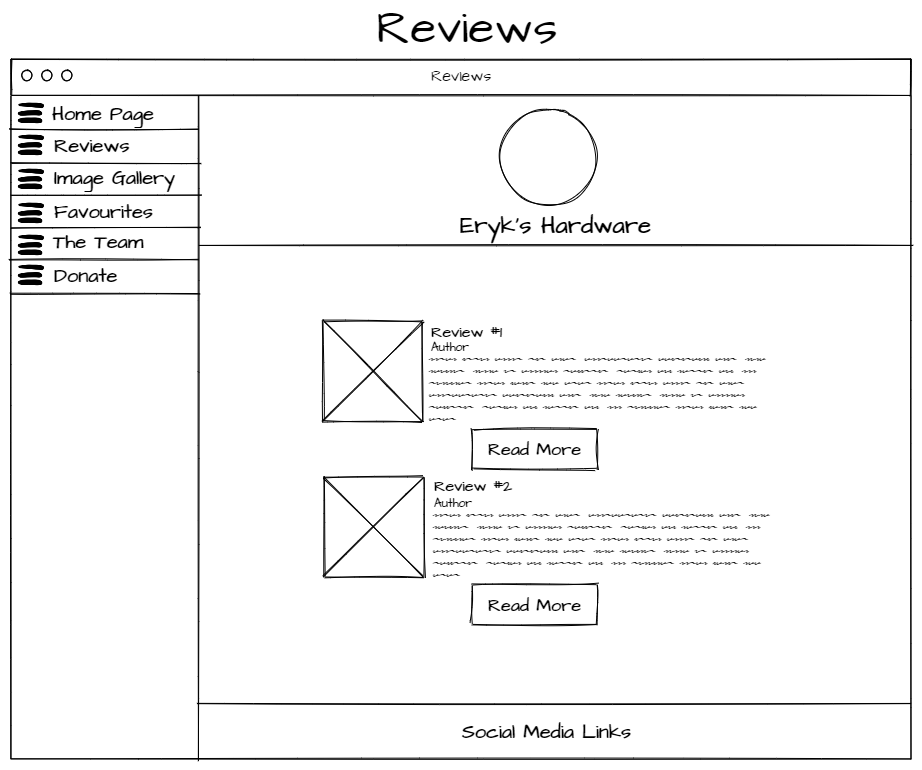 Reviews
Reviews
Home Page
Reviews
Image Gallery
Favourites
The Team
Donate
Eryk's Hardware
Review #1
Author
Read More
Review #2
Author
Read More
Social Media Links